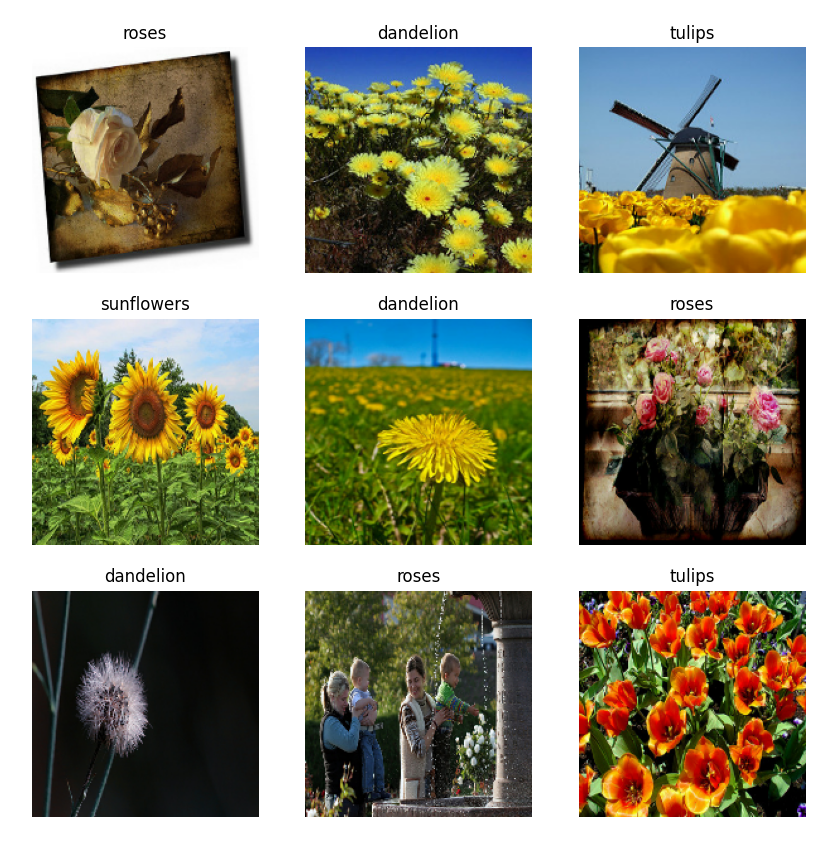 roses
dandelion
tulips
sunflowers
dandelion
roses
dandelion
roses
tulips